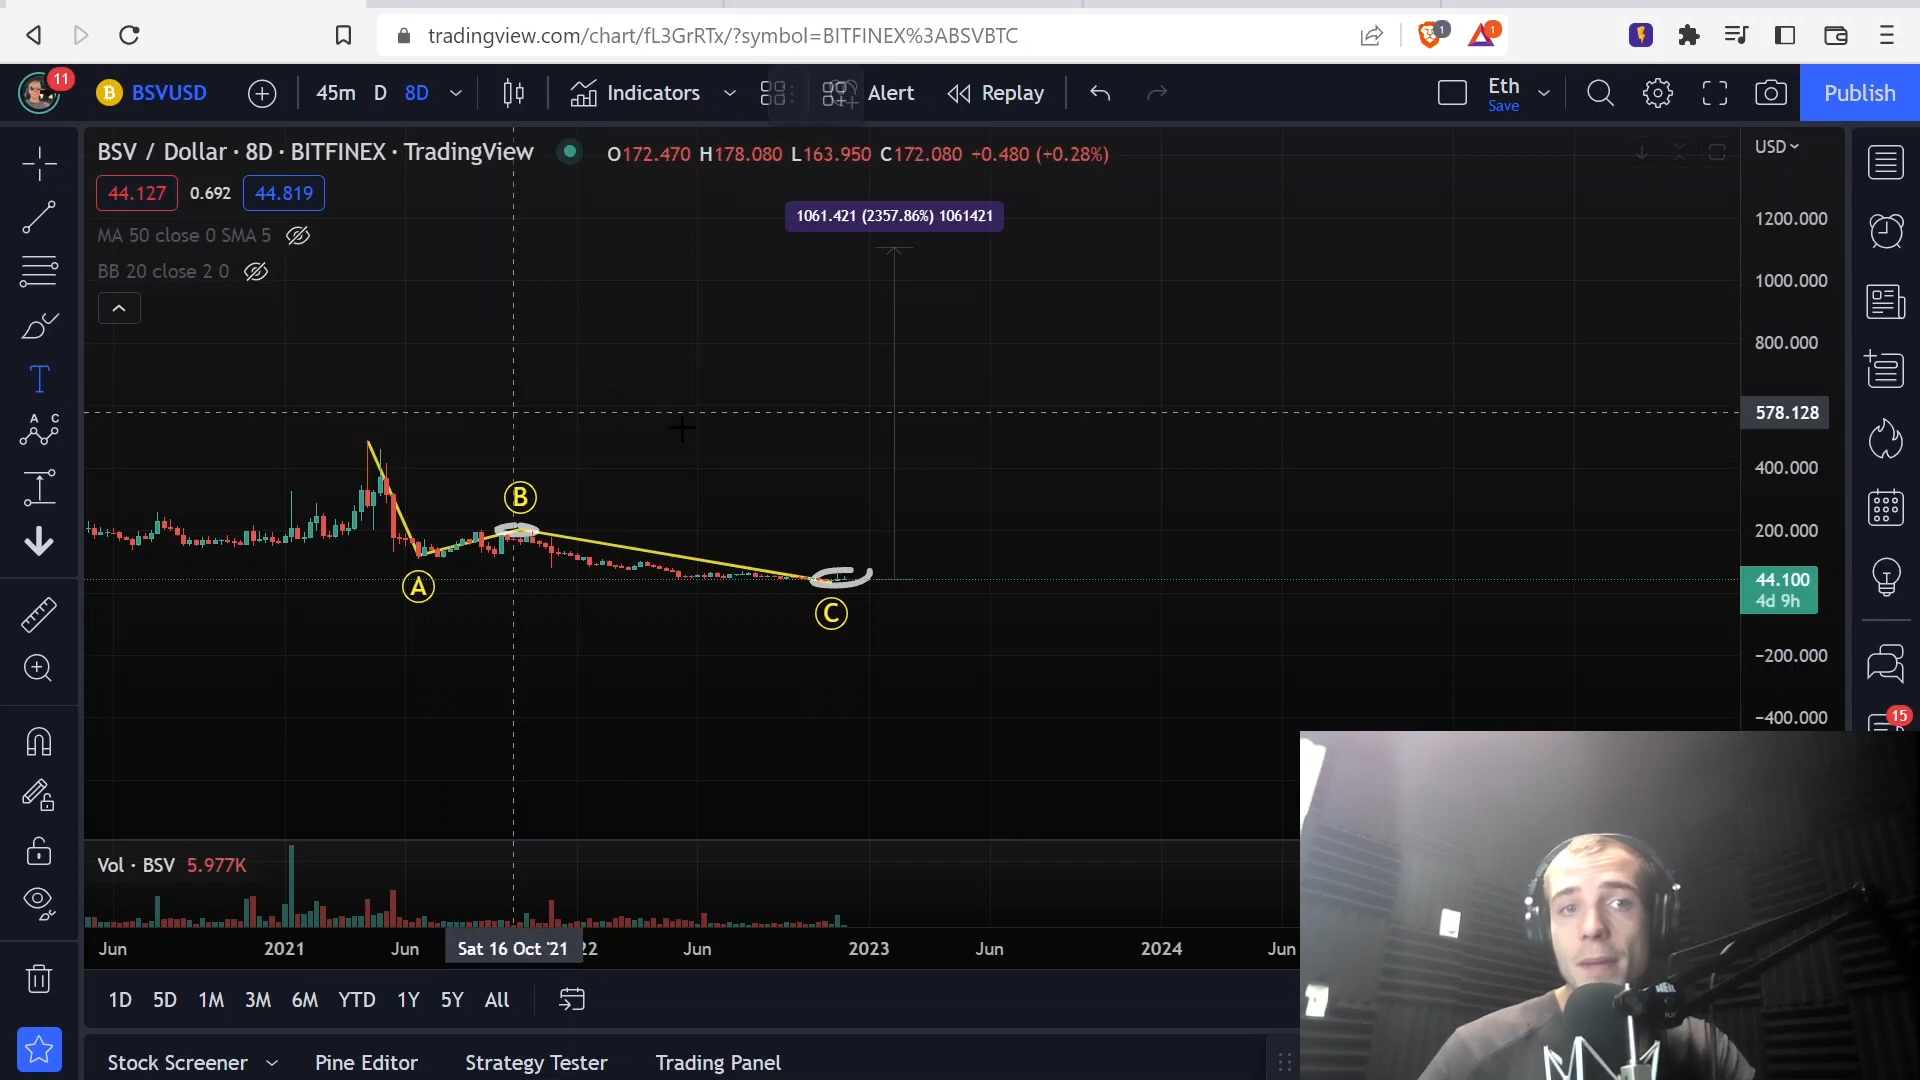 tradingview.com/chart/fL3GrRTx/?symbol=BITFINEX%3ABSVBTC
1
1
11
BSVUSD
45m D 8D
Indicators
Alert
Replay
Eth
Save
Publish
BSV / Dollar · 8D · BITFINEX · TradingView
O172.470 H178.080 L163.950 C172.080 +0.480 (+0.28%)
USD
44.127 0.692 44.819
MA 50 close 0 SMA 5
BB 20 close 2 0
1061.421 (2357.86%) 1061421
1200.000
1000.000
800.000
578.128
400.000
200.000
44.100
4d 9h
−200.000
−400.000
A
B
C
T
A C
15
Vol · BSV 5.977K
Jun 2021 Jun Sat 16 Oct '21 22 Jun 2023 Jun 2024 Jun
1D 5D 1M 3M 6M YTD 1Y 5Y All
Stock Screener Pine Editor Strategy Tester Trading Panel